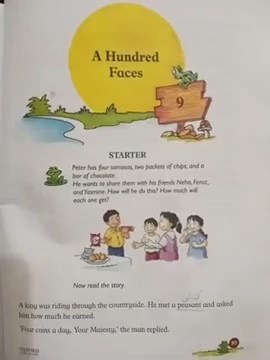 A Hundred
Faces
9
STARTER
Peter has four samosas, two packets of chips, and a
bar of chocolate.
He wants to share them with his friends Neha, Feroz,
and Yasmine. How will he do this? How much will
each one get?
Now read the story.
A king was riding through the countryside. He met a peasant and asked
him how much he earned.
'Four coins a day, Your Majesty,' the man replied.
OXFORD